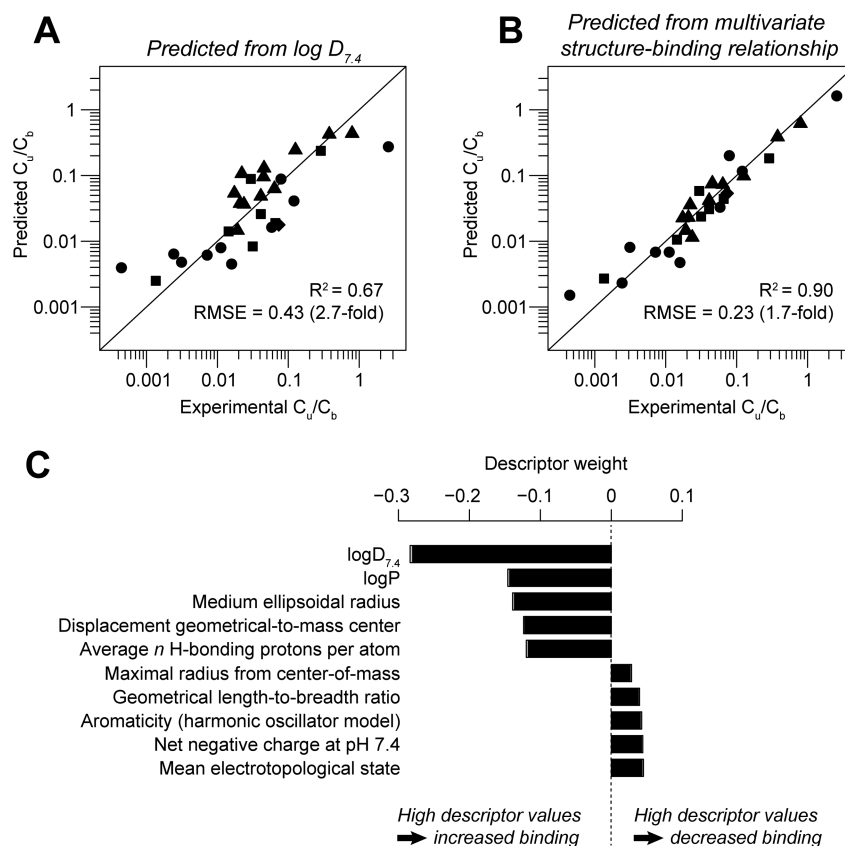 A
Predicted from log D7.4
Predicted Cu/Cb
1
0.1
0.01
0.001
R2 = 0.67
RMSE = 0.43 (2.7-fold)
0.001 0.01 0.1 1
Experimental Cu/Cb
B
Predicted from multivariate
structure-binding relationship
Predicted Cu/Cb
1
0.1
0.01
0.001
R2 = 0.90
RMSE = 0.23 (1.7-fold)
0.001 0.01 0.1 1
Experimental Cu/Cb
C
Descriptor weight
−0.3 −0.2 −0.1 0 0.1
logD7.4
logP
Medium ellipsoidal radius
Displacement geometrical-to-mass center
Average n H-bonding protons per atom
Maximal radius from center-of-mass
Geometrical length-to-breadth ratio
Aromaticity (harmonic oscillator model)
Net negative charge at pH 7.4
Mean electrotopological state
High descriptor values
increased binding
High descriptor values
decreased binding